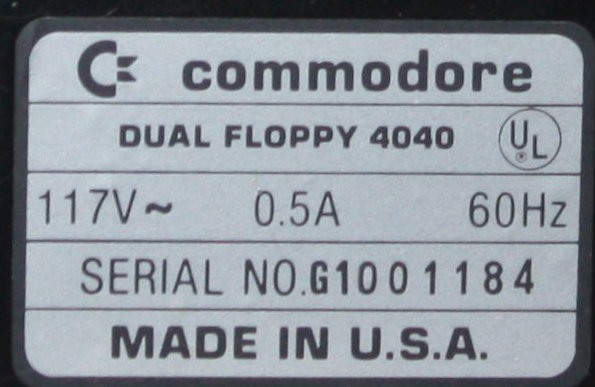 commodore
DUAL FLOPPY 4040 UL
117V~ 0.5A 60Hz
SERIAL NO.G1001184
MADE IN U.S.A.